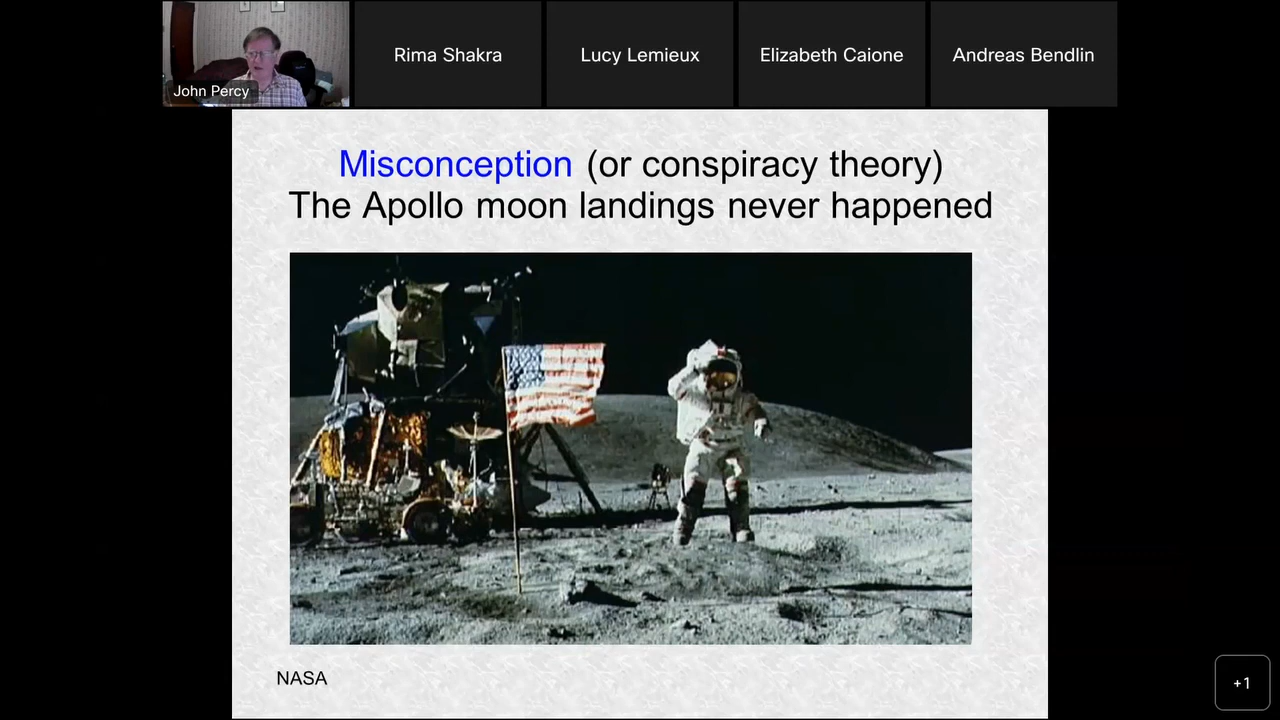 John Percy
Rima Shakra
Lucy Lemieux
Elizabeth Caione
Andreas Bendlin
Misconception (or conspiracy theory)
The Apollo moon landings never happened
NASA
+1